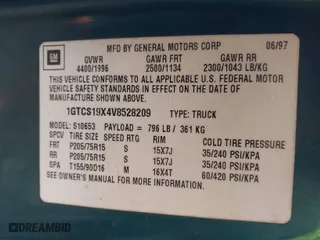 GM
MFD BY GENERAL MOTORS CORP 06/97
GVWR GAWR FRT GAWR RR
4400/1996 2500/1134 2300/1043 LB/KG
THIS VEHICLE CONFORMS TO ALL APPLICABLE U.S. FEDERAL MOTOR
VEHICLE SAFETY STANDARDS IN EFFECT ON THE DATE OF
MANUFACTURE SHOWN ABOVE.
1GTCS19X4V8528209 TYPE: TRUCK
MODEL: S10653 PAYLOAD = 796 LB / 361 KG
SPCV TIRE SIZE SPEED RTG RIM COLD TIRE PRESSURE
FRT P205/75R15 S 15X7J 35/240 PSI/KPA
RR P205/75R15 S 15X7J 35/240 PSI/KPA
SPA T155/90D16 M 16X4T 60/420 PSI/KPA
SEE OWNER'S MANUAL FOR MORE INFORMATION
DREAMBID